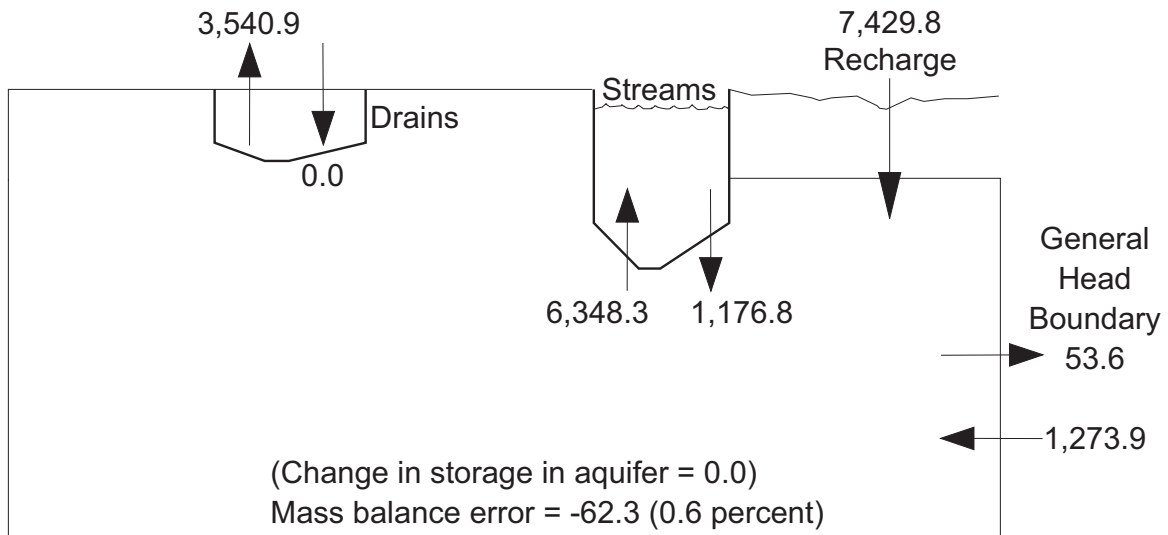 3,540.9
7,429.8
Recharge
Streams
Drains
0.0
General
Head
Boundary
6,348.3 1,176.8
53.6
1,273.9
(Change in storage in aquifer = 0.0)
Mass balance error = -62.3 (0.6 percent)